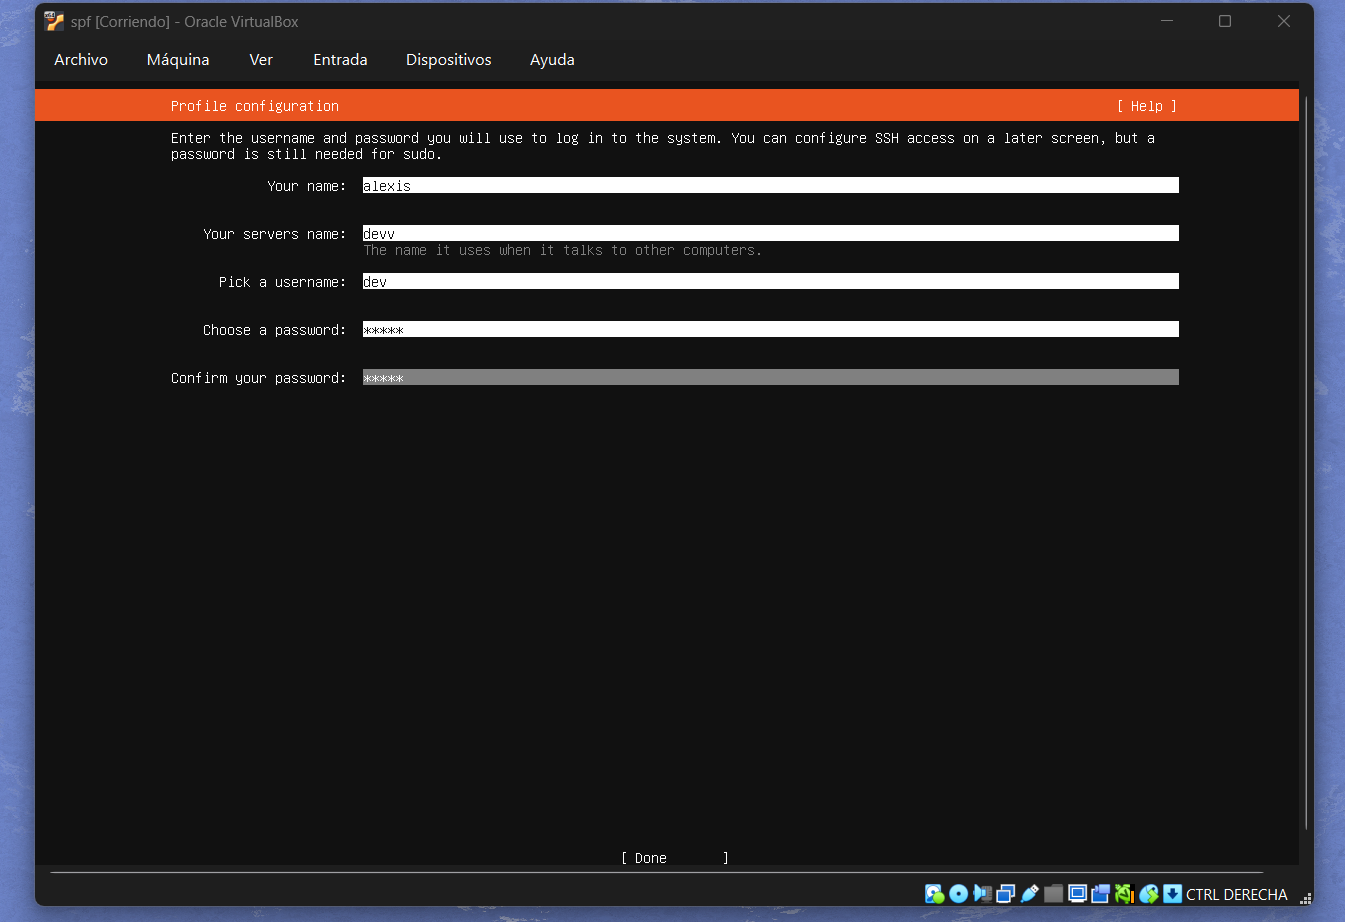 spf [Corriendo] - Oracle VirtualBox
Archivo Máquina Ver Entrada Dispositivos Ayuda
Profile configuration [ Help ]
Enter the username and password you will use to log in to the system. You can configure SSH access on a later screen, but a
password is still needed for sudo.
Your name: alexis
Your servers name: devv
The name it uses when it talks to other computers.
Pick a username: dev
Choose a password: *****
Confirm your password: *****
[ Done ]
CTRL DERECHA